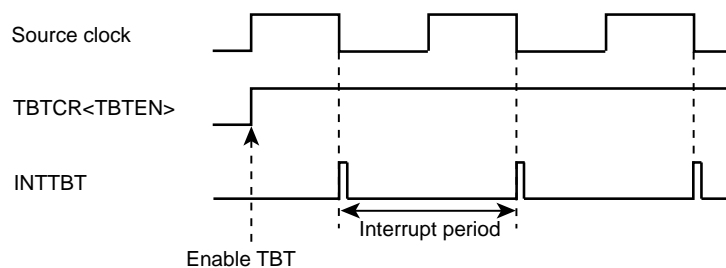 Source clock
TBTCR<TBTEN>
INTTBT
Interrupt period
Enable TBT